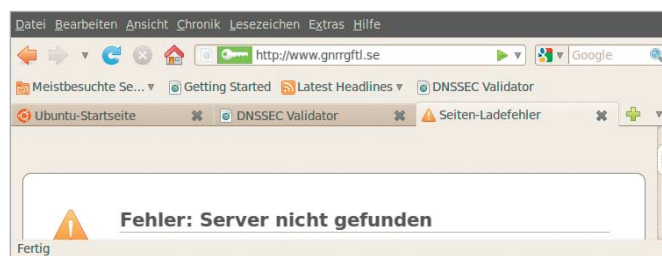 Datei Bearbeiten Ansicht Chronik Lesezeichen Extras Hilfe
http://www.gnrrgftl.se Google
Meistbesuchte Se... Getting Started Latest Headlines DNSSEC Validator
Ubuntu-Startseite DNSSEC Validator Seiten-Ladefehler
Fehler: Server nicht gefunden
Fertig